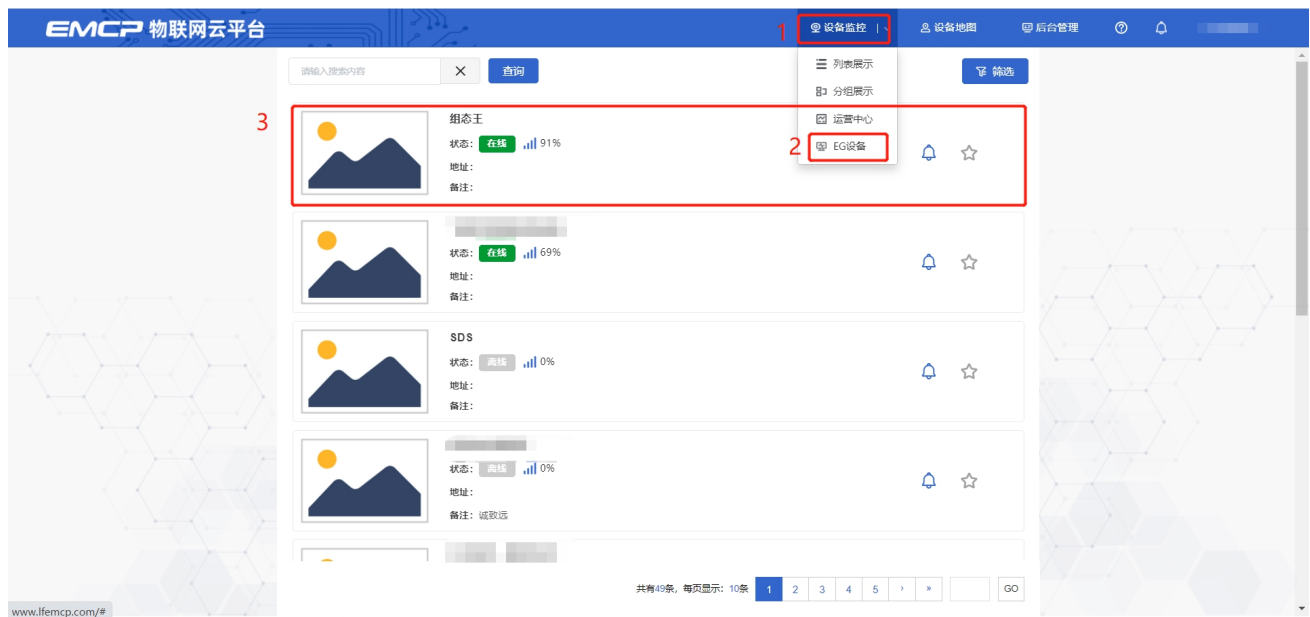 EMCP 物联网云平台
1
设备监控
设备地图
后台管理
请输入搜索内容
查询
筛选
列表展示
分组展示
运营中心
2
EG设备
3
组态王
状态： 在线 91%
地址：
备注：
状态： 在线 69%
地址：
备注：
SDS
状态： 离线 0%
地址：
备注：
状态： 离线 0%
地址：
备注： 诚致远
共有49条，每页显示：10条 1 2 3 4 5 › » GO
www.lfemcp.com/#